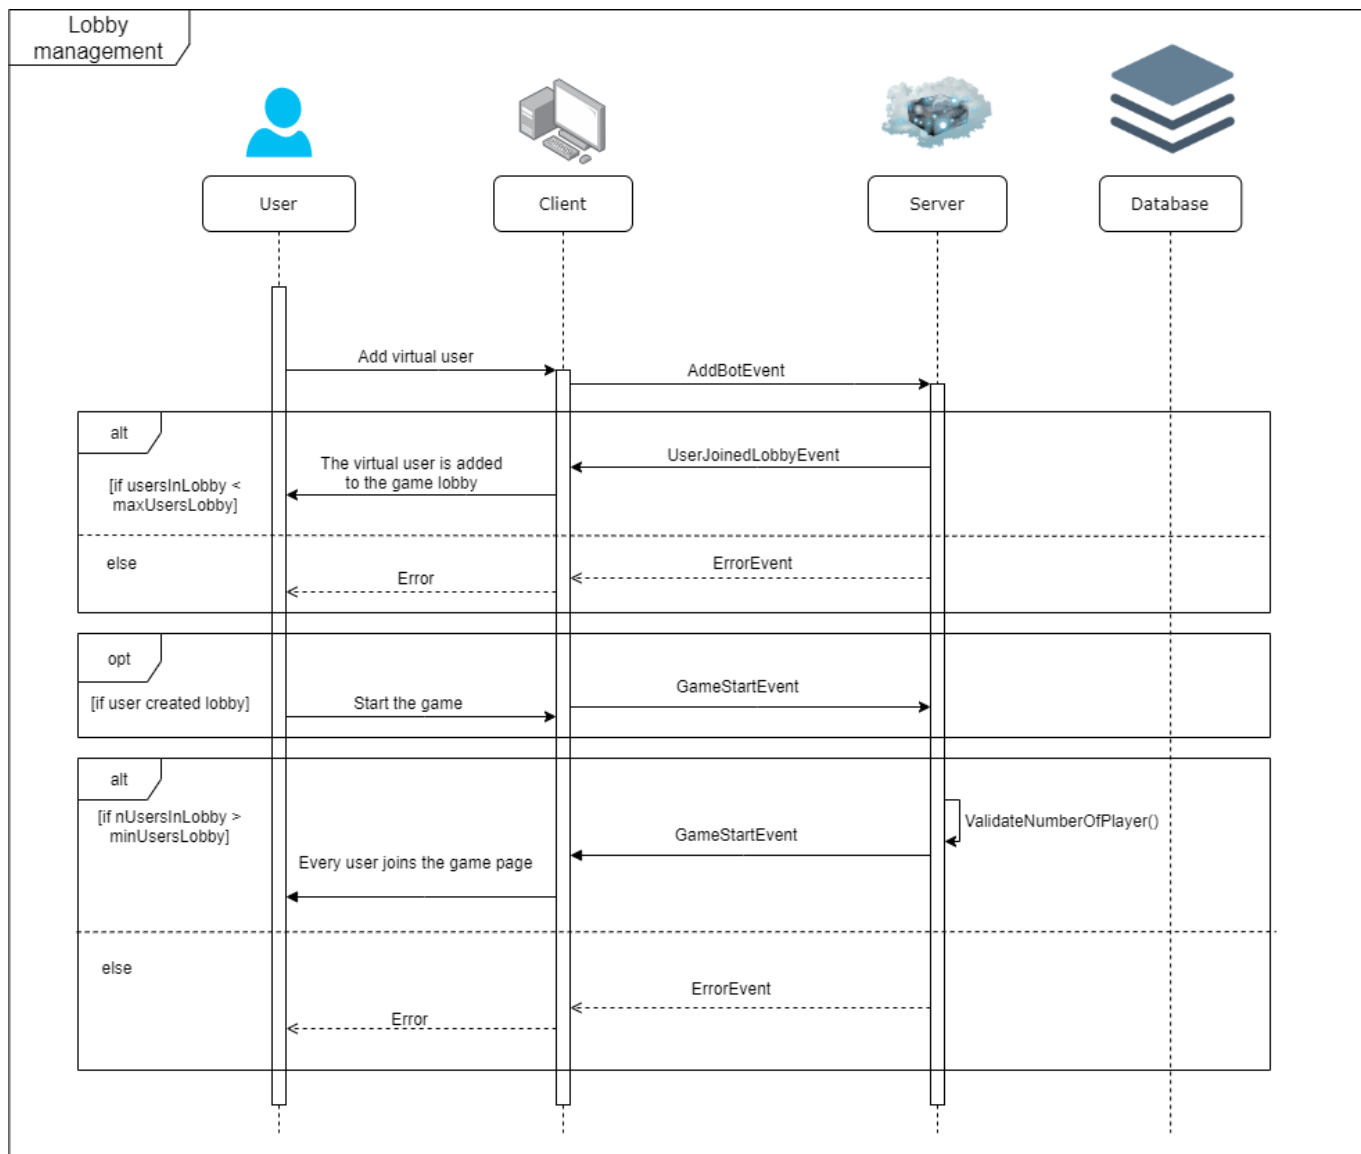 Lobby
management
User
Client
Server
Database
Add virtual user
AddBotEvent
alt
UserJoinedLobbyEvent
The virtual user is added
to the game lobby
[if usersInLobby <
maxUsersLobby]
else
ErrorEvent
Error
opt
GameStartEvent
[if user created lobby]
Start the game
alt
[if nUsersInLobby >
minUsersLobby]
ValidateNumberOfPlayer()
GameStartEvent
Every user joins the game page
else
ErrorEvent
Error